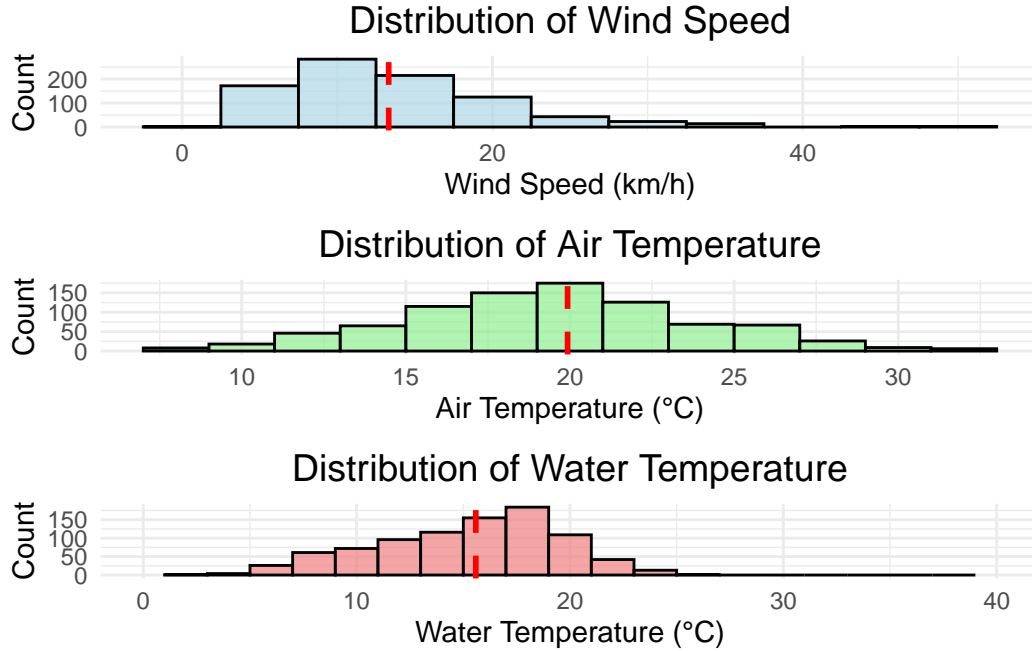 Distribution of Wind Speed
Count
200
100
0
0 20 40
Wind Speed (km/h)
Distribution of Air Temperature
Count
150
100
50
0
10 15 20 25 30
Air Temperature (°C)
Distribution of Water Temperature
Count
150
100
50
0
0 10 20 30 40
Water Temperature (°C)